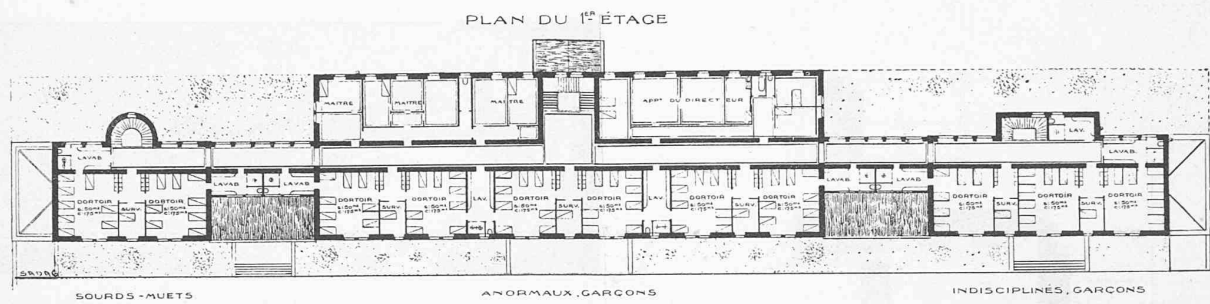 PLAN DU 1ER ÉTAGE
MAITRE MAITRE MAITRE APPT DU DIRECTEUR
LAV.
LAVAB. LAVAB.
LAVAB. LAVAB. LAVAB. LAVAB.
DORTOIR SURV. DORTOIR DORTOIR SURV. DORTOIR LAV. DORTOIR SURV. DORTOIR LAV. DORTOIR SURV. DORTOIR DORTOIR SURV. DORTOIR SURV. DORTOIR
SADAG
SOURDS-MUETS ANORMAUX, GARÇONS INDISCIPLINÉS, GARÇONS